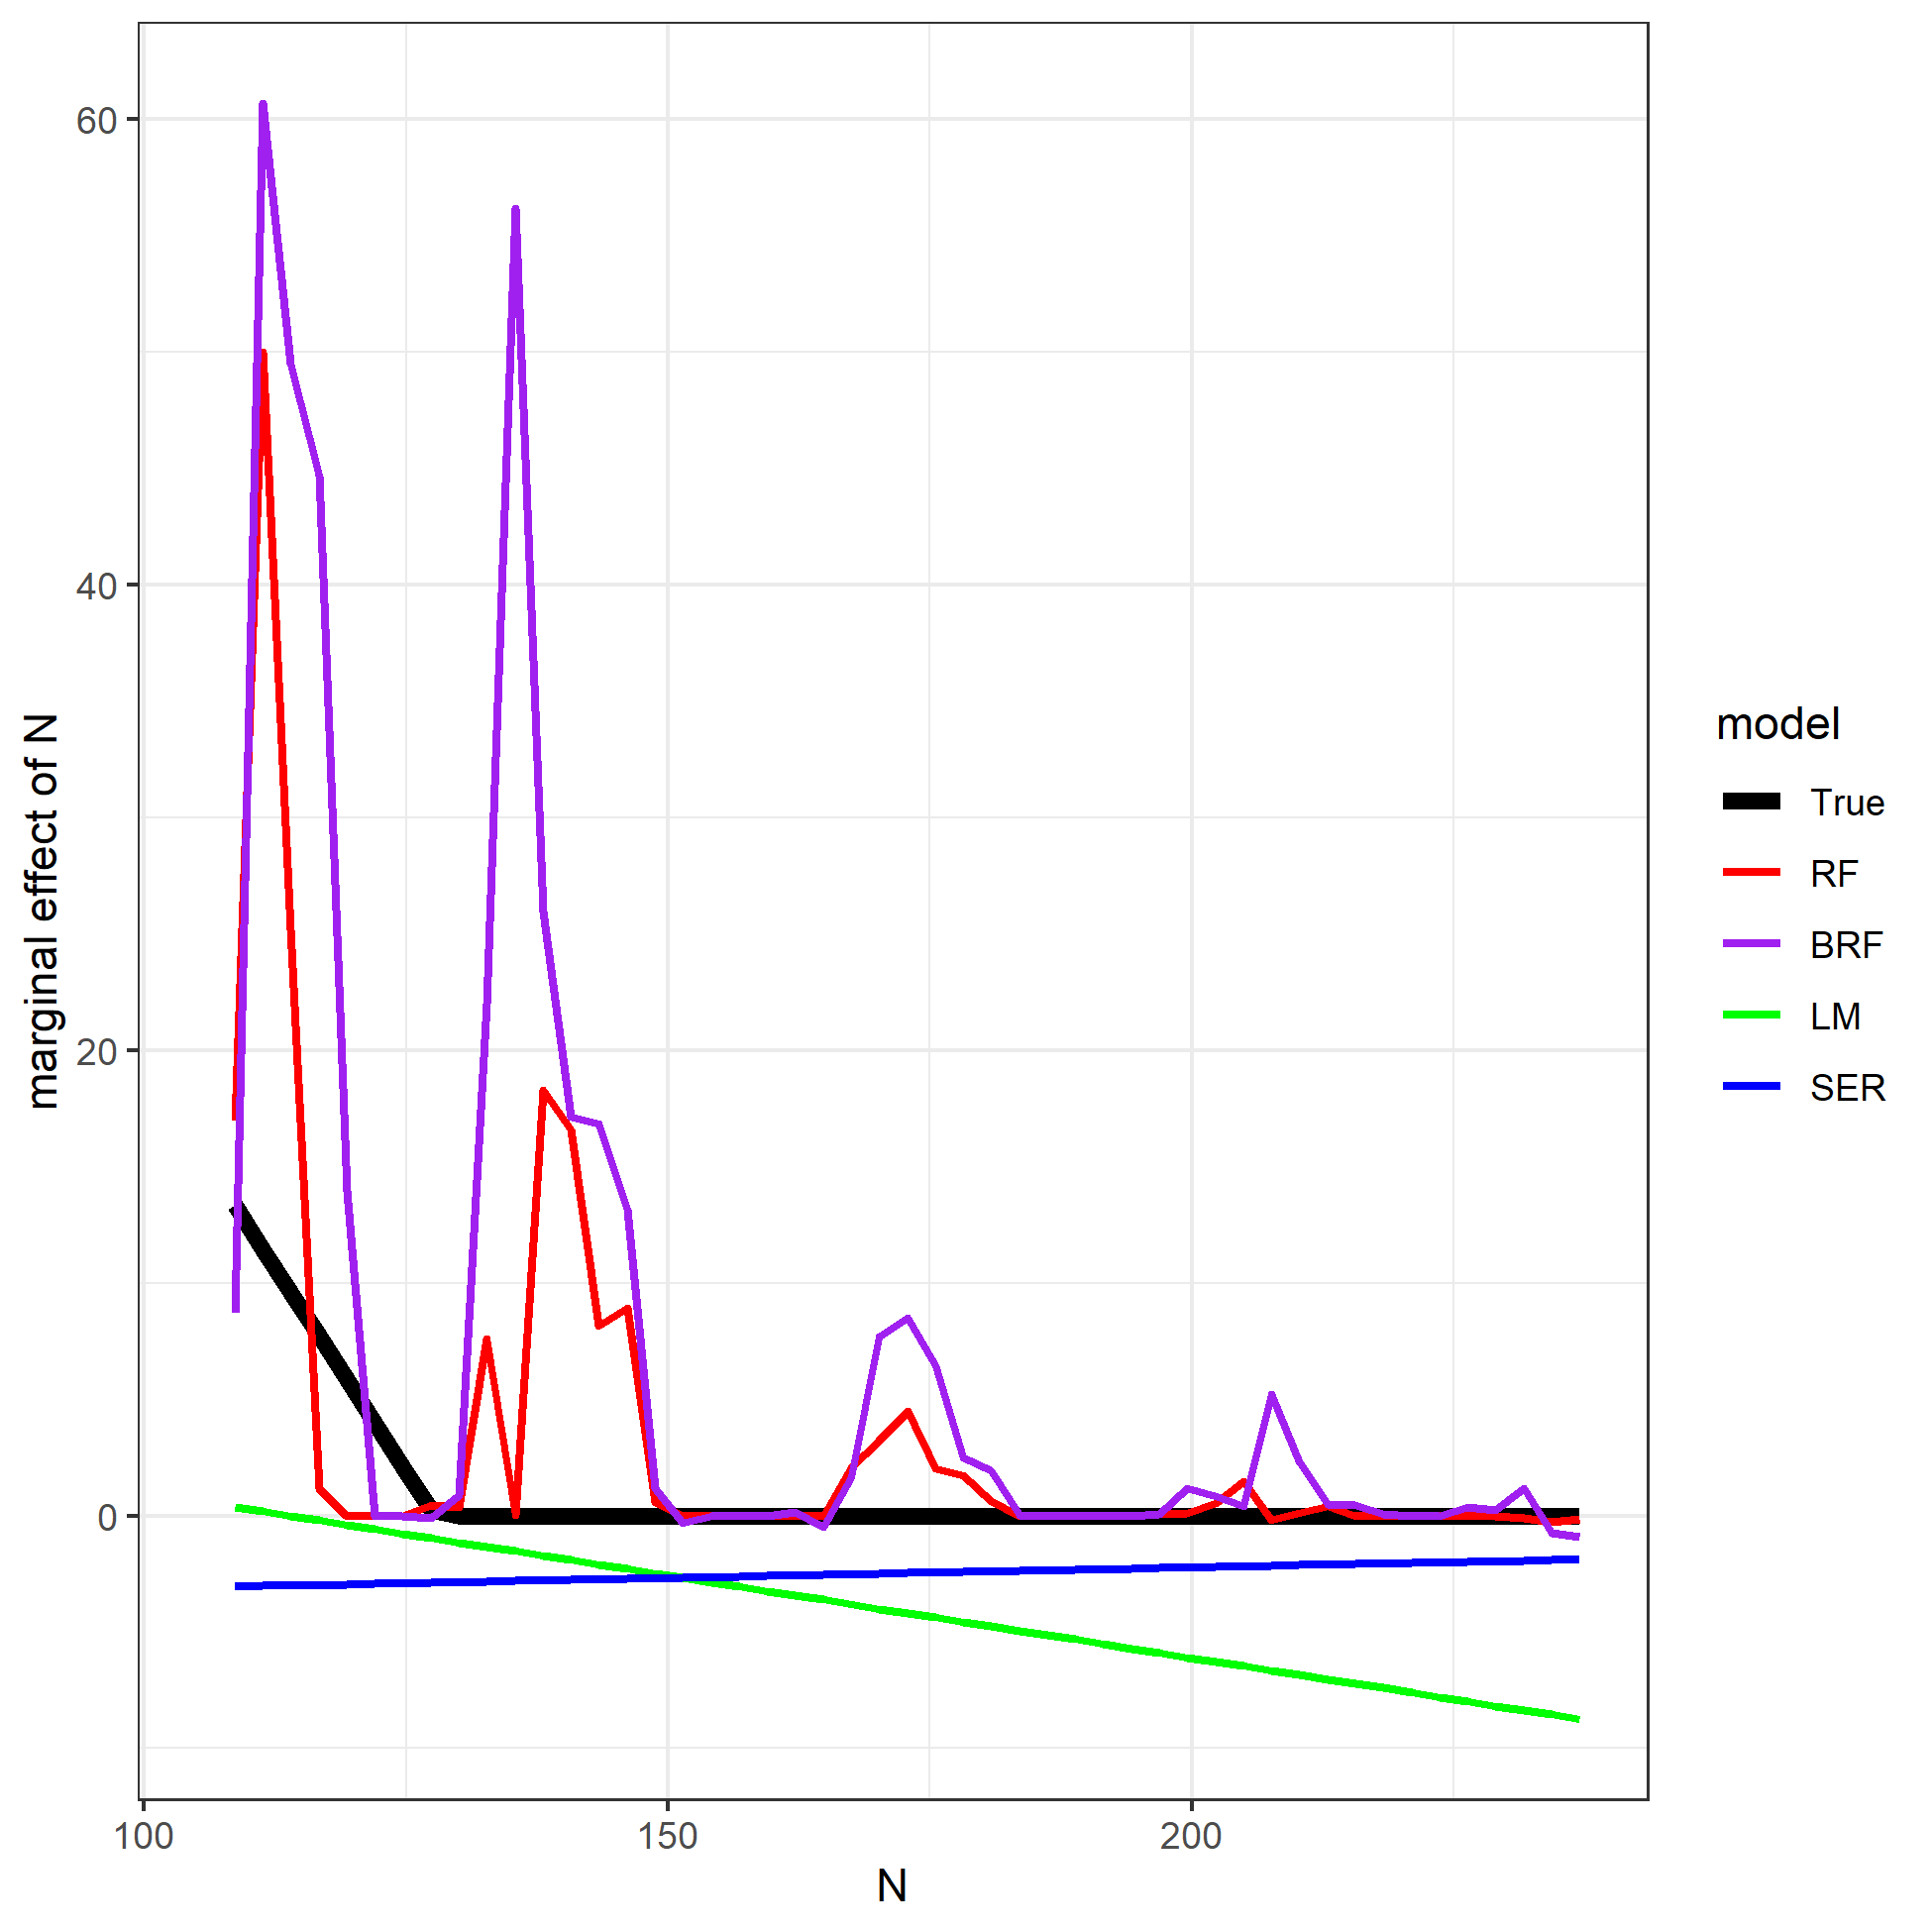 60
40
20
0
marginal effect of N
100
150
200
N
model
True
RF
BRF
LM
SER